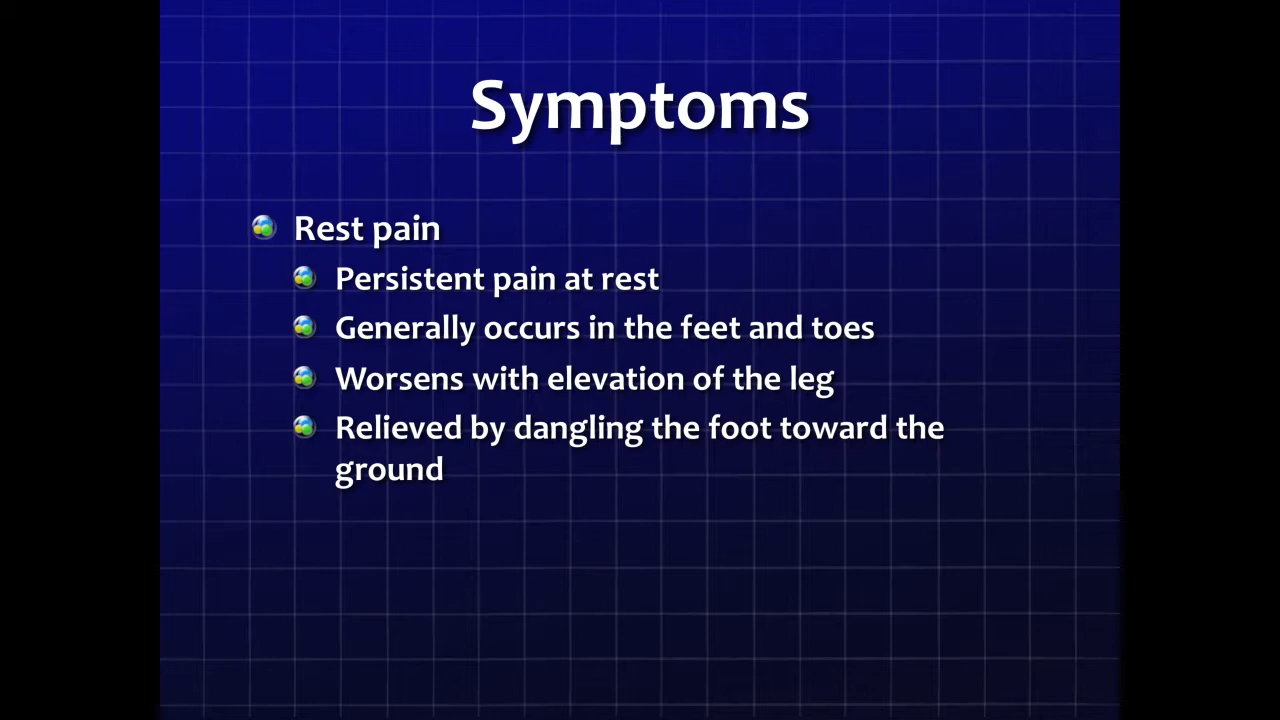 Symptoms
Rest pain
Persistent pain at rest
Generally occurs in the feet and toes
Worsens with elevation of the leg
Relieved by dangling the foot toward the
ground